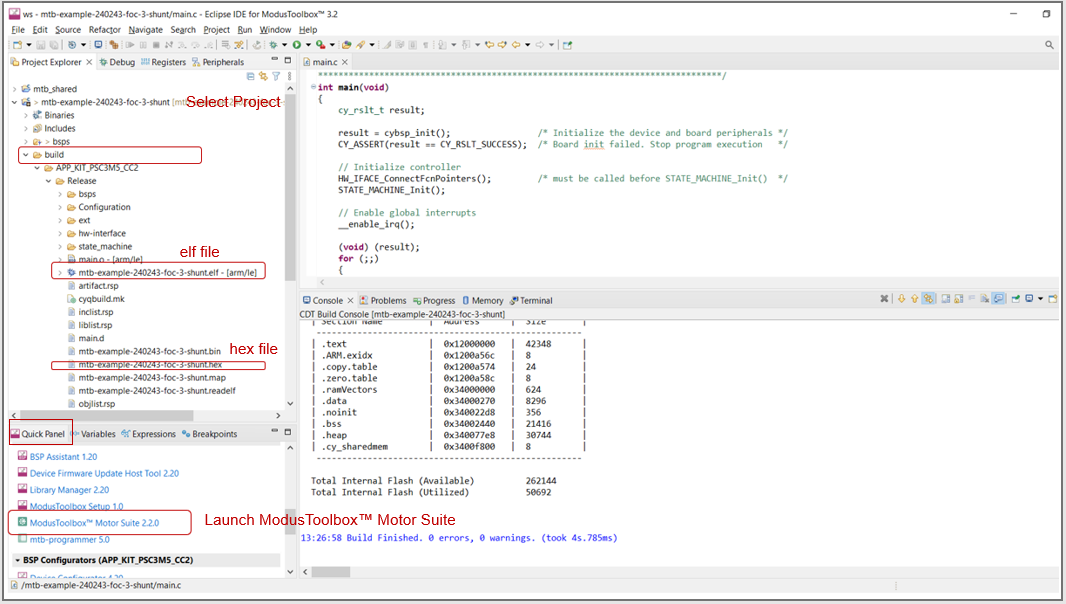 ws - mtb-example-240243-foc-3-shunt/main.c - Eclipse IDE for ModusToolbox™ 3.2
File Edit Source Refactor Navigate Search Project Run Window Help
Project Explorer Debug Registers Peripherals
mtb_shared
> mtb-example-240243-foc-3-shunt
Select Project
Binaries
Includes
> bsps
build
APP_KIT_PSC3M5_CC2
Release
bsps
Configuration
ext
hw-interface
state_machine
main.o - [arm/le]
elf file
mtb-example-240243-foc-3-shunt.elf - [arm/le]
artifact.rsp
cyqbuild.mk
inclist.rsp
liblist.rsp
main.d
mtb-example-240243-foc-3-shunt.bin
hex file
mtb-example-240243-foc-3-shunt.hex
mtb-example-240243-foc-3-shunt.map
mtb-example-240243-foc-3-shunt.readelf
objlist.rsp
Quick Panel Variables Expressions Breakpoints
BSP Assistant 1.20
Device Firmware Update Host Tool 2.20
Library Manager 2.20
ModusToolbox Setup 1.0
ModusToolbox™ Motor Suite 2.2.0
Launch ModusToolbox™ Motor Suite
mtb-programmer 5.0
BSP Configurators (APP_KIT_PSC3M5_CC2)
Device Configurator 4.20
main.c
******************************************************************************/
int main(void)
{
cy_rslt_t result;
result = cybsp_init(); /* Initialize the device and board peripherals */
CY_ASSERT(result == CY_RSLT_SUCCESS); /* Board init failed. Stop program execution */
// Initialize controller
HW_IFACE_ConnectFcnPointers(); /* must be called before STATE_MACHINE_Init() */
STATE_MACHINE_Init();
// Enable global interrupts
__enable_irq();
(void) (result);
for (;;)
{
Console Problems Progress Memory Terminal
CDT Build Console [mtb-example-240243-foc-3-shunt]
| Section Name | Address | Size |
---------------------------------------------------
| .text | 0x12000000 | 42348 |
| .ARM.exidx | 0x1200a56c | 8 |
| .copy.table | 0x1200a574 | 24 |
| .zero.table | 0x1200a58c | 8 |
| .ramVectors | 0x34000000 | 624 |
| .data | 0x34000270 | 8296 |
| .noinit | 0x340022d8 | 356 |
| .bss | 0x34002440 | 21416 |
| .heap | 0x340077e8 | 30744 |
| .cy_sharedmem | 0x3400f800 | 8 |
---------------------------------------------------
Total Internal Flash (Available) 262144
Total Internal Flash (Utilized) 50692
13:26:58 Build Finished. 0 errors, 0 warnings. (took 4s.785ms)
/mtb-example-240243-foc-3-shunt/main.c